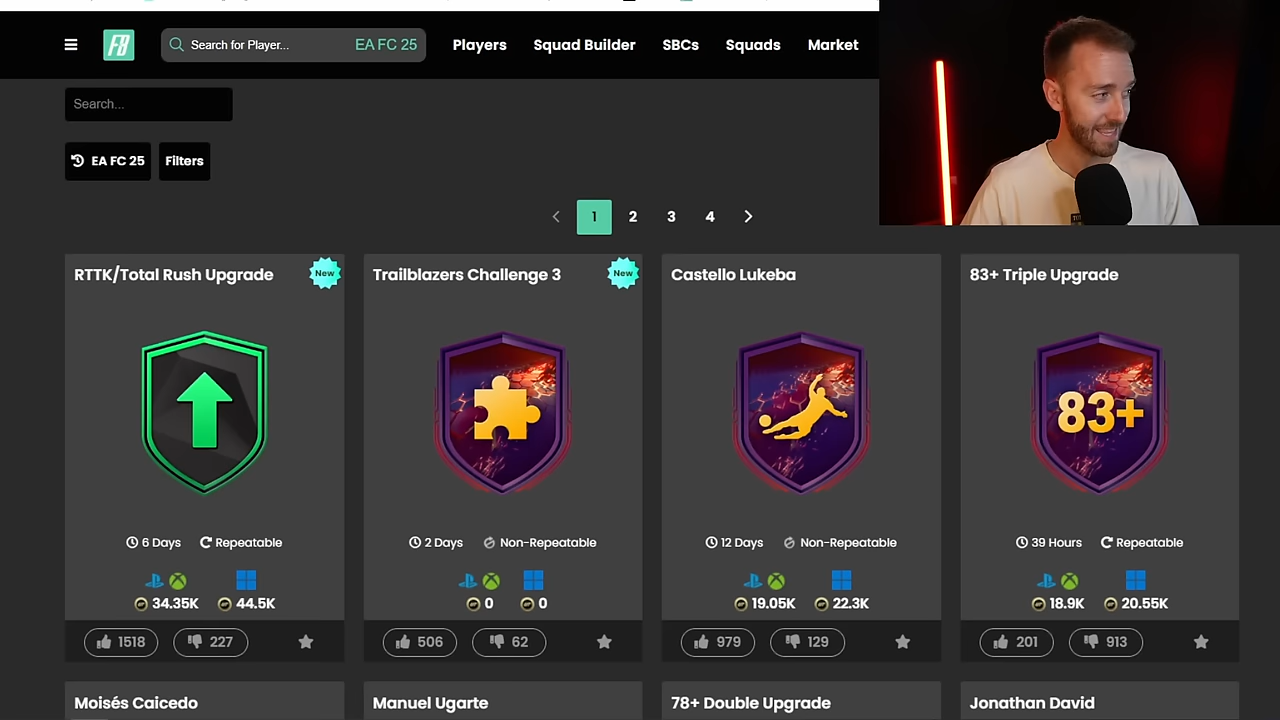 FB
Search for Player...
EA FC 25
Players
Squad Builder
SBCs
Squads
Market
Search...
EA FC 25
Filters
1
2
3
4
RTTK/Total Rush Upgrade
New
Trailblazers Challenge 3
New
Castello Lukeba
83+ Triple Upgrade
83+
6 Days
Repeatable
2 Days
Non-Repeatable
12 Days
Non-Repeatable
39 Hours
Repeatable
34.35K
44.5K
0
0
19.05K
22.3K
18.9K
20.55K
1518
227
506
62
979
129
201
913
Moisés Caicedo
Manuel Ugarte
78+ Double Upgrade
Jonathan David